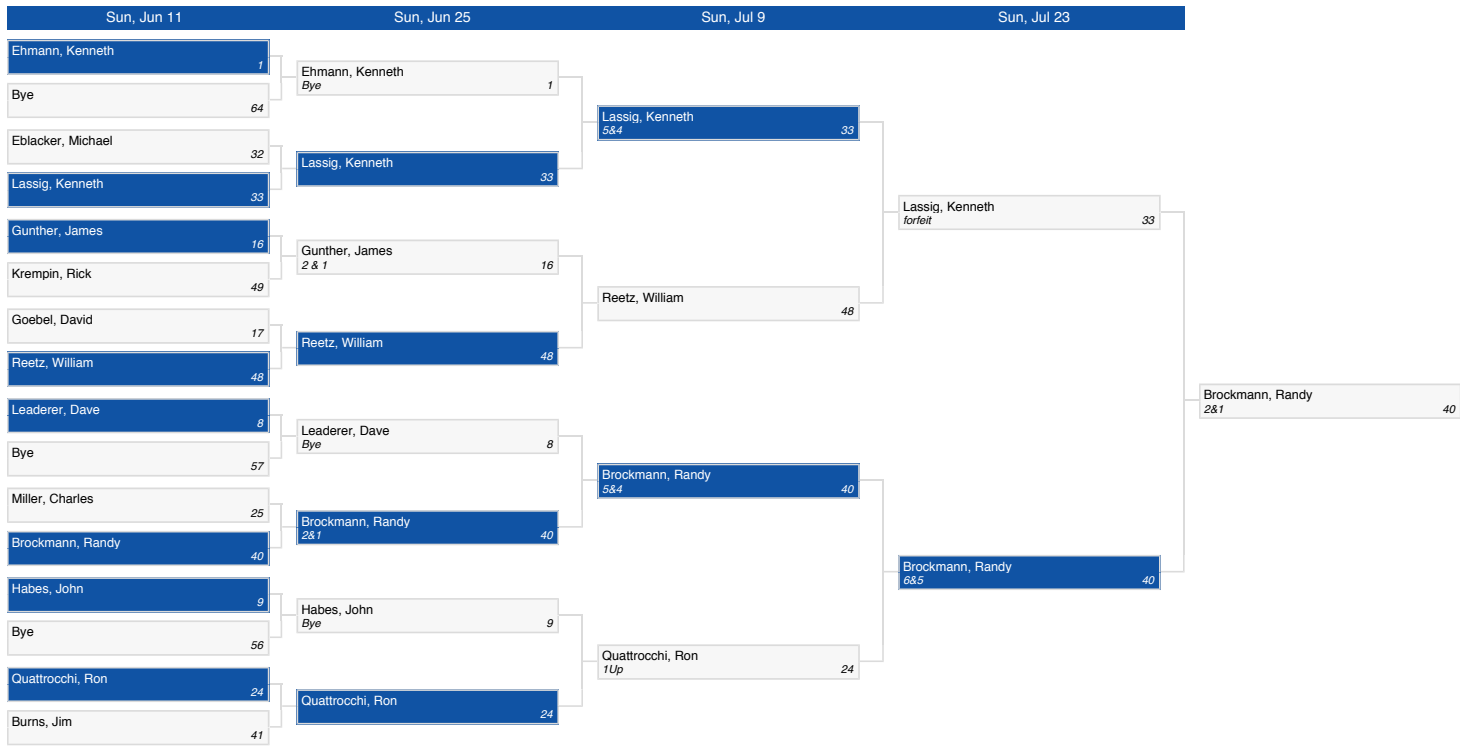 Sun, Jun 11
Sun, Jun 25
Sun, Jul 9
Sun, Jul 23
Ehmann, Kenneth
1
Bye
64
Eblacker, Michael
32
Lassig, Kenneth
33
Gunther, James
16
Krempin, Rick
49
Goebel, David
17
Reetz, William
48
Leaderer, Dave
8
Bye
57
Miller, Charles
25
Brockmann, Randy
40
Habes, John
9
Bye
56
Quattrocchi, Ron
24
Burns, Jim
41
Ehmann, Kenneth
Bye 1
Lassig, Kenneth
33
Gunther, James
2 & 1 16
Reetz, William
48
Leaderer, Dave
Bye 8
Brockmann, Randy
2&1 40
Habes, John
Bye 9
Quattrocchi, Ron
24
Lassig, Kenneth
5&4 33
Reetz, William
48
Brockmann, Randy
5&4 40
Quattrocchi, Ron
1Up 24
Lassig, Kenneth
forfeit 33
Brockmann, Randy
6&5 40
Brockmann, Randy
2&1 40